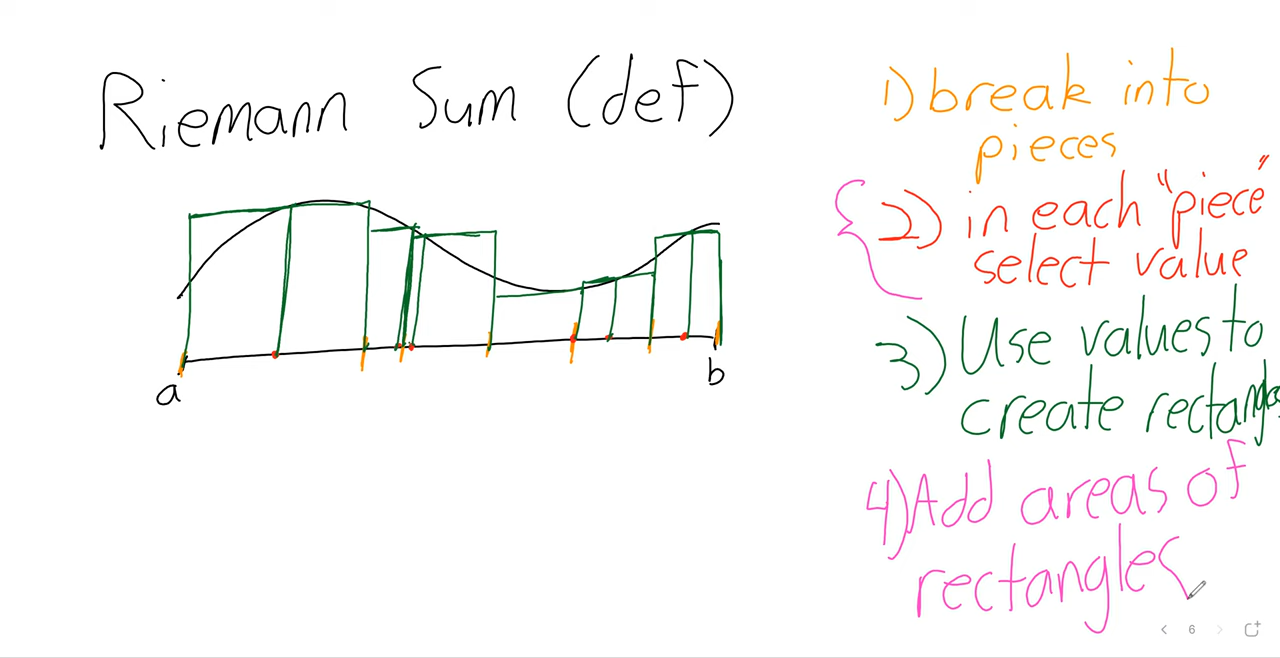 Riemann Sum (def)
a
b
1) break into
pieces
2) in each "piece"
select value
3) Use values to
create rectangles
4) Add areas of
rectangles
6